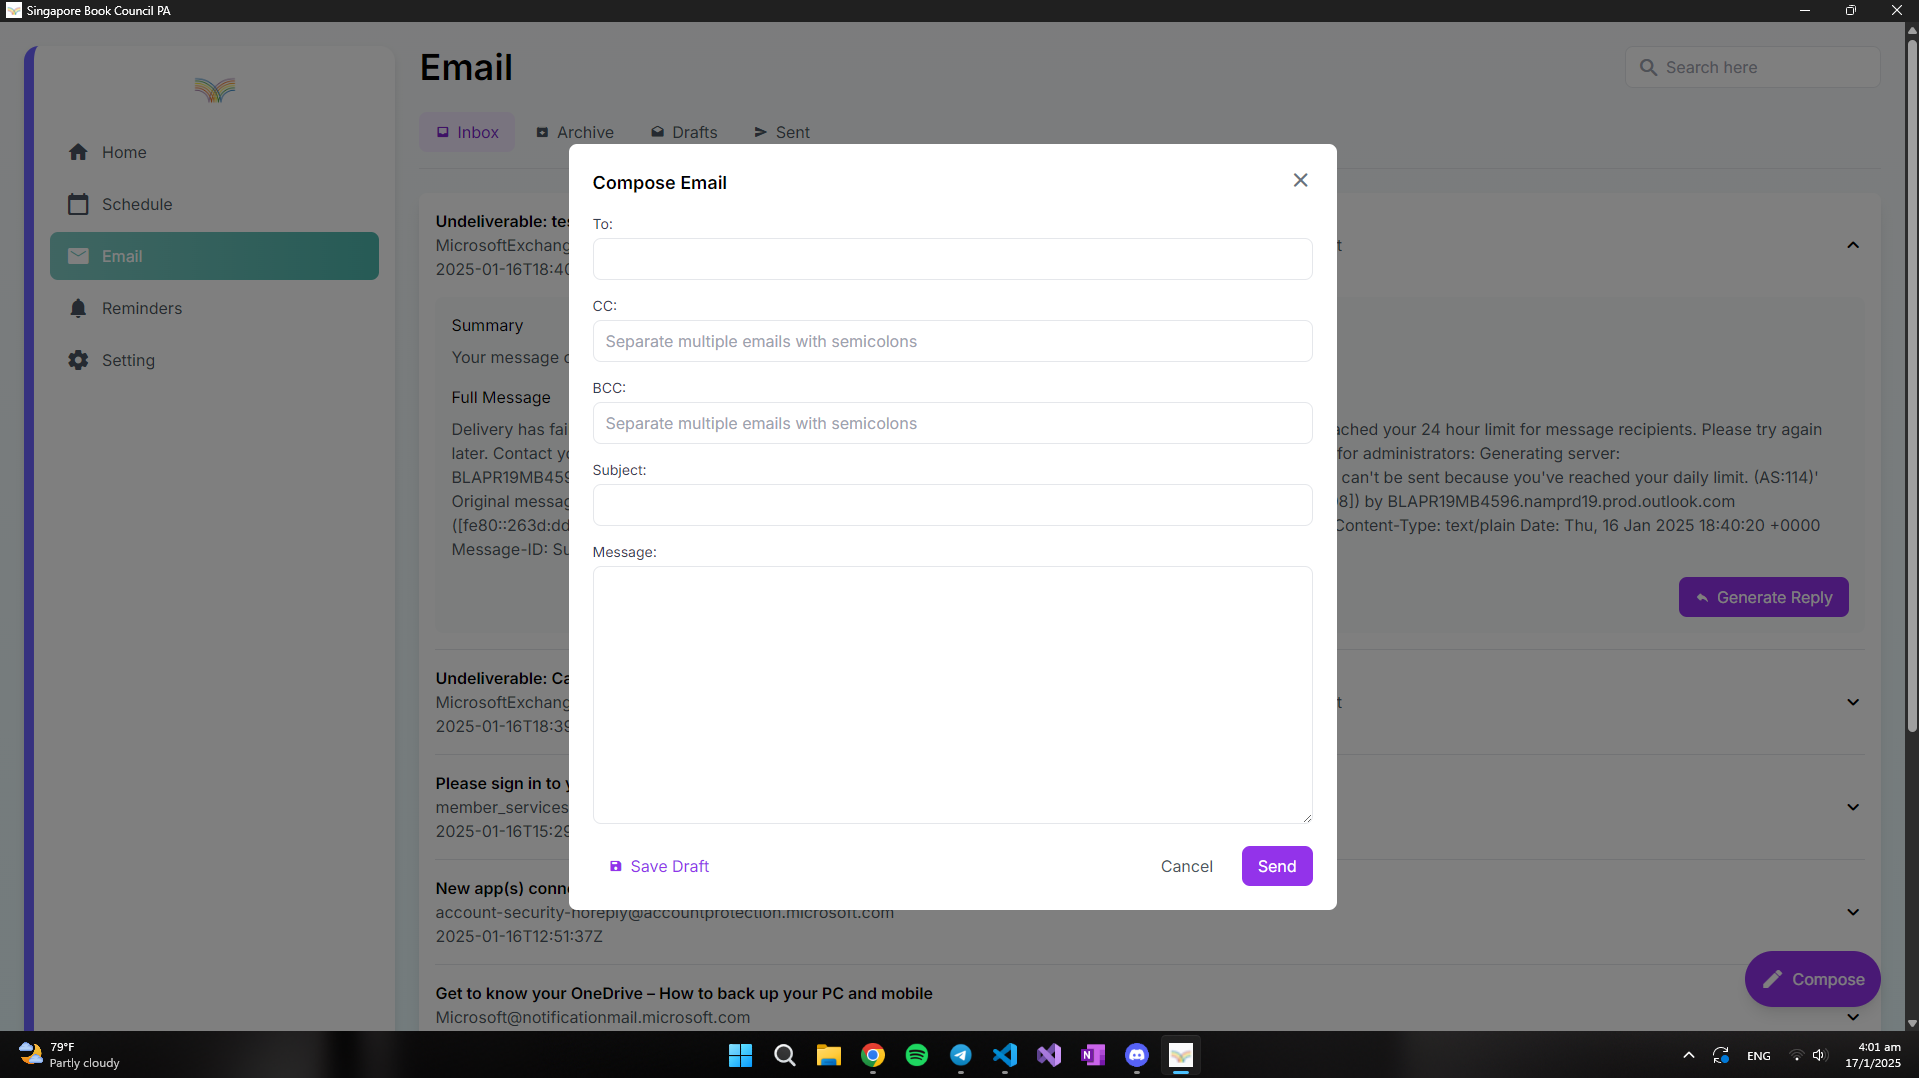 Singapore Book Council PA
Email
Search here
Home
Schedule
Email
Reminders
Setting
Inbox
Archive
Drafts
Sent
Compose Email
To:
CC:
Separate multiple emails with semicolons
BCC:
Separate multiple emails with semicolons
Subject:
Message:
Save Draft
Cancel
Send
Undeliverable:
MicrosoftExchang
2025-01-16T18:40
Summary
Your message
Full Message
Delivery has fai ached your 24 hour limit for message recipients. Please try again
later. Contact for administrators: Generating server:
BLAPR19MB459 can't be sent because you've reached your daily limit. (AS:114)'
Original messag 8]) by BLAPR19MB4596.namprd19.prod.outlook.com
([fe80::263d:dd Content-Type: text/plain Date: Thu, 16 Jan 2025 18:40:20 +0000
Message-ID:
Generate Reply
Undeliverable: Ca
MicrosoftExchang
2025-01-16T18:39
Please sign in to
member_services
2025-01-16T15:29
New app(s) conn
account-security-noreply@accountprotection.microsoft.com
2025-01-16T12:51:37Z
Get to know your OneDrive – How to back up your PC and mobile
Microsoft@notificationmail.microsoft.com
Compose
79°F
Partly cloudy
ENG
4:01 am
17/1/2025